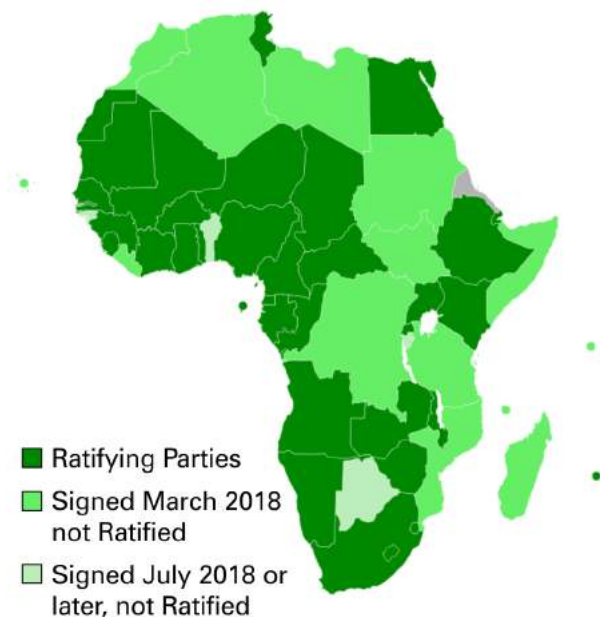 Ratifying Parties
Signed March 2018
not Ratified
Signed July 2018 or
later, not Ratified